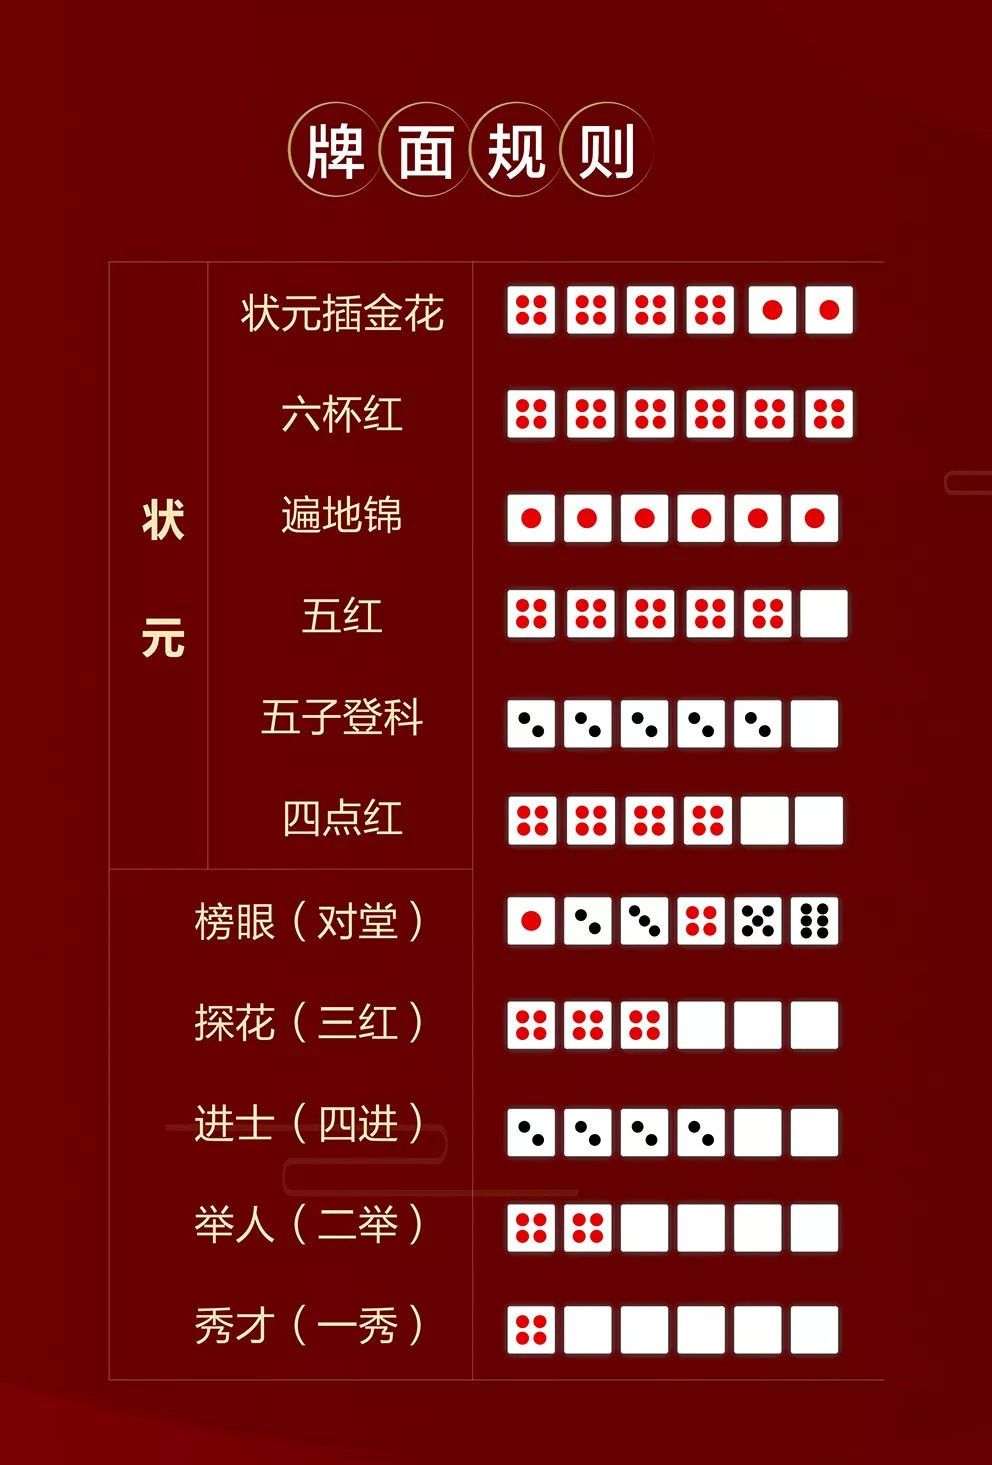 牌面规则
状元
状元插金花
六杯红
遍地锦
五红
五子登科
四点红
榜眼（对堂）
探花（三红）
进士（四进）
举人（二举）
秀才（一秀）